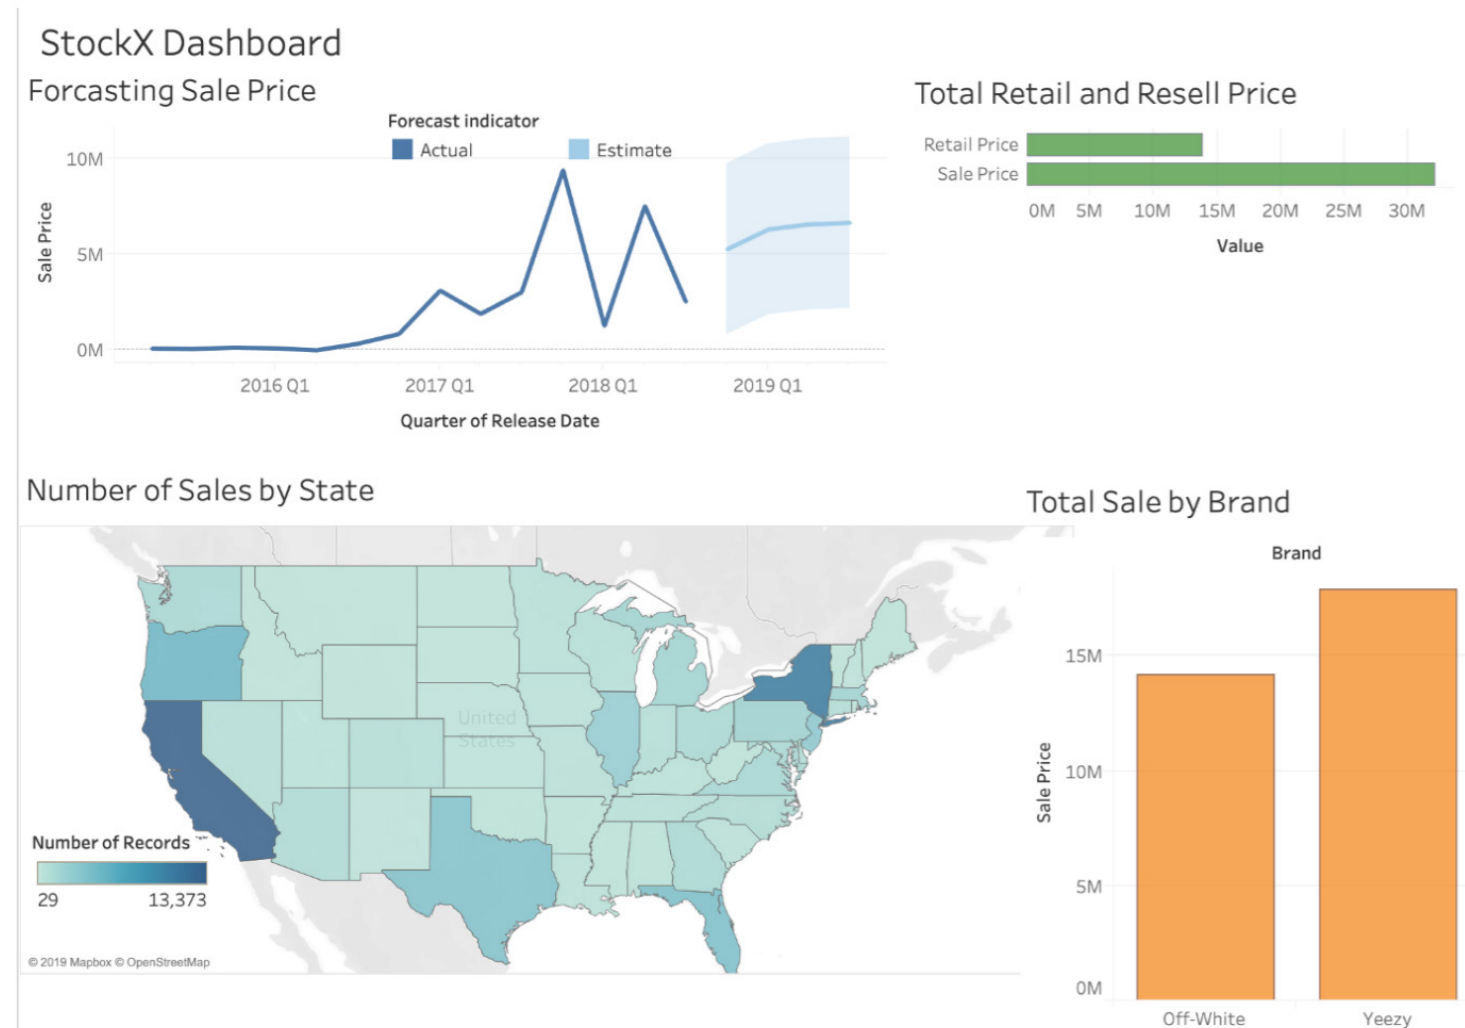 StockX Dashboard
Forcasting Sale Price
Forecast indicator
Actual
Estimate
10M
5M
0M
Sale Price
2016 Q1
2017 Q1
2018 Q1
2019 Q1
Quarter of Release Date
Total Retail and Resell Price
Retail Price
Sale Price
0M 5M 10M 15M 20M 25M 30M
Value
Number of Sales by State
United
States
Number of Records
29
13,373
© 2019 Mapbox © OpenStreetMap
Total Sale by Brand
Brand
15M
10M
5M
0M
Sale Price
Off-White
Yeezy